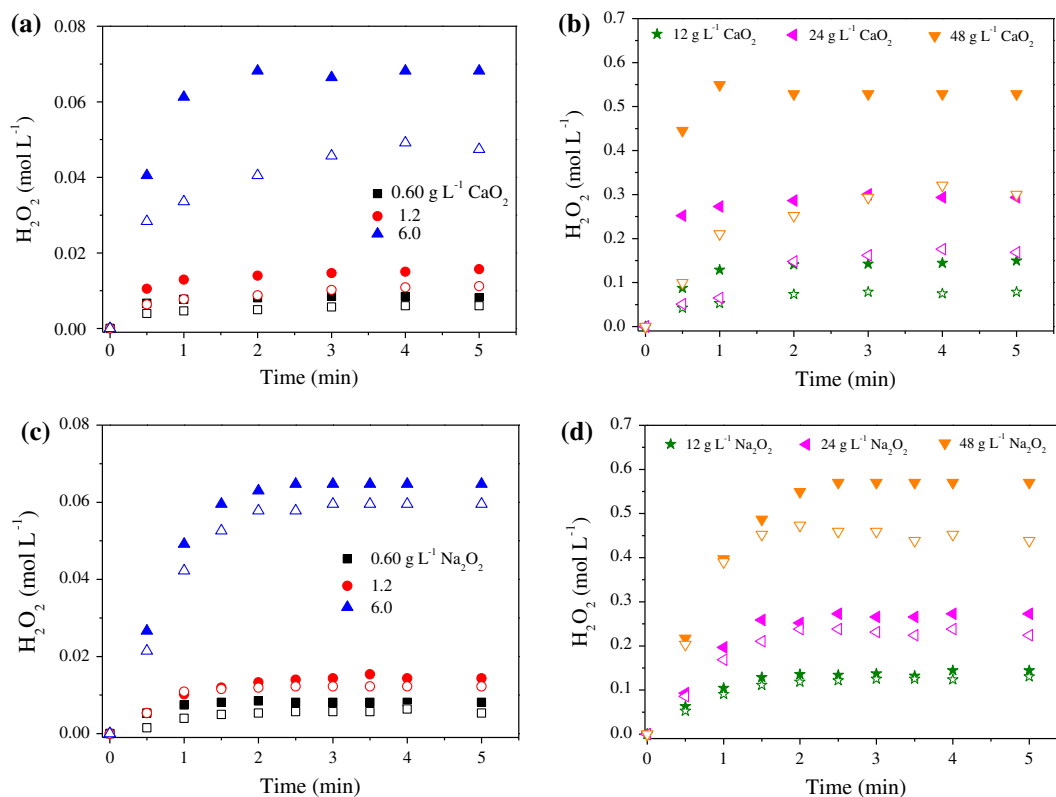 (a)
0.08
0.06
0.04
0.02
0.00
H₂O₂ (mol L⁻¹)
0.60 g L⁻¹ CaO₂
1.2
6.0
0 1 2 3 4 5
Time (min)
(b)
0.7
0.6
0.5
0.4
0.3
0.2
0.1
0.0
H₂O₂ (mol L⁻¹)
12 g L⁻¹ CaO₂ 24 g L⁻¹ CaO₂ 48 g L⁻¹ CaO₂
0 1 2 3 4 5
Time (min)
(c)
0.08
0.06
0.04
0.02
0.00
H₂O₂ (mol L⁻¹)
0.60 g L⁻¹ Na₂O₂
1.2
6.0
0 1 2 3 4 5
Time (min)
(d)
0.7
0.6
0.5
0.4
0.3
0.2
0.1
0.0
H₂O₂ (mol L⁻¹)
12 g L⁻¹ Na₂O₂ 24 g L⁻¹ Na₂O₂ 48 g L⁻¹ Na₂O₂
0 1 2 3 4 5
Time (min)